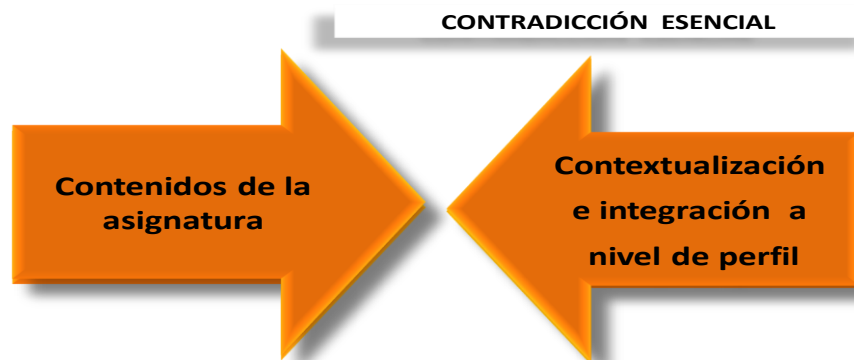 CONTRADICCIÓN ESENCIAL
Contenidos de la
asignatura
Contextualización
e integración a
nivel de perfil